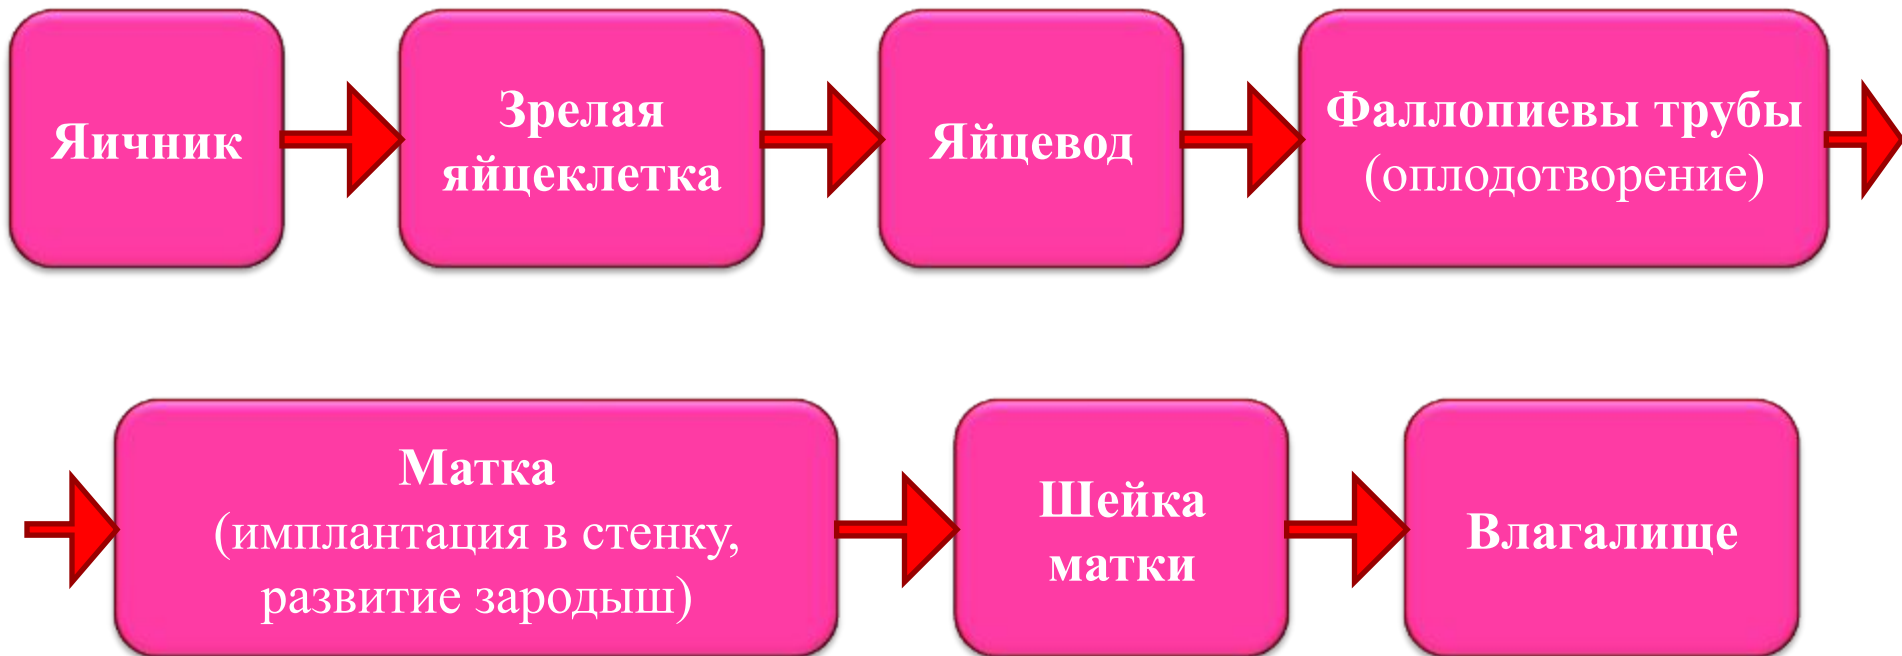 Яичник
Зрелая
яйцеклетка
Яйцевод
Фаллопиевы трубы
(оплодотворение)
Матка
(имплантация в стенку,
развитие зародыш)
Шейка
матки
Влагалище